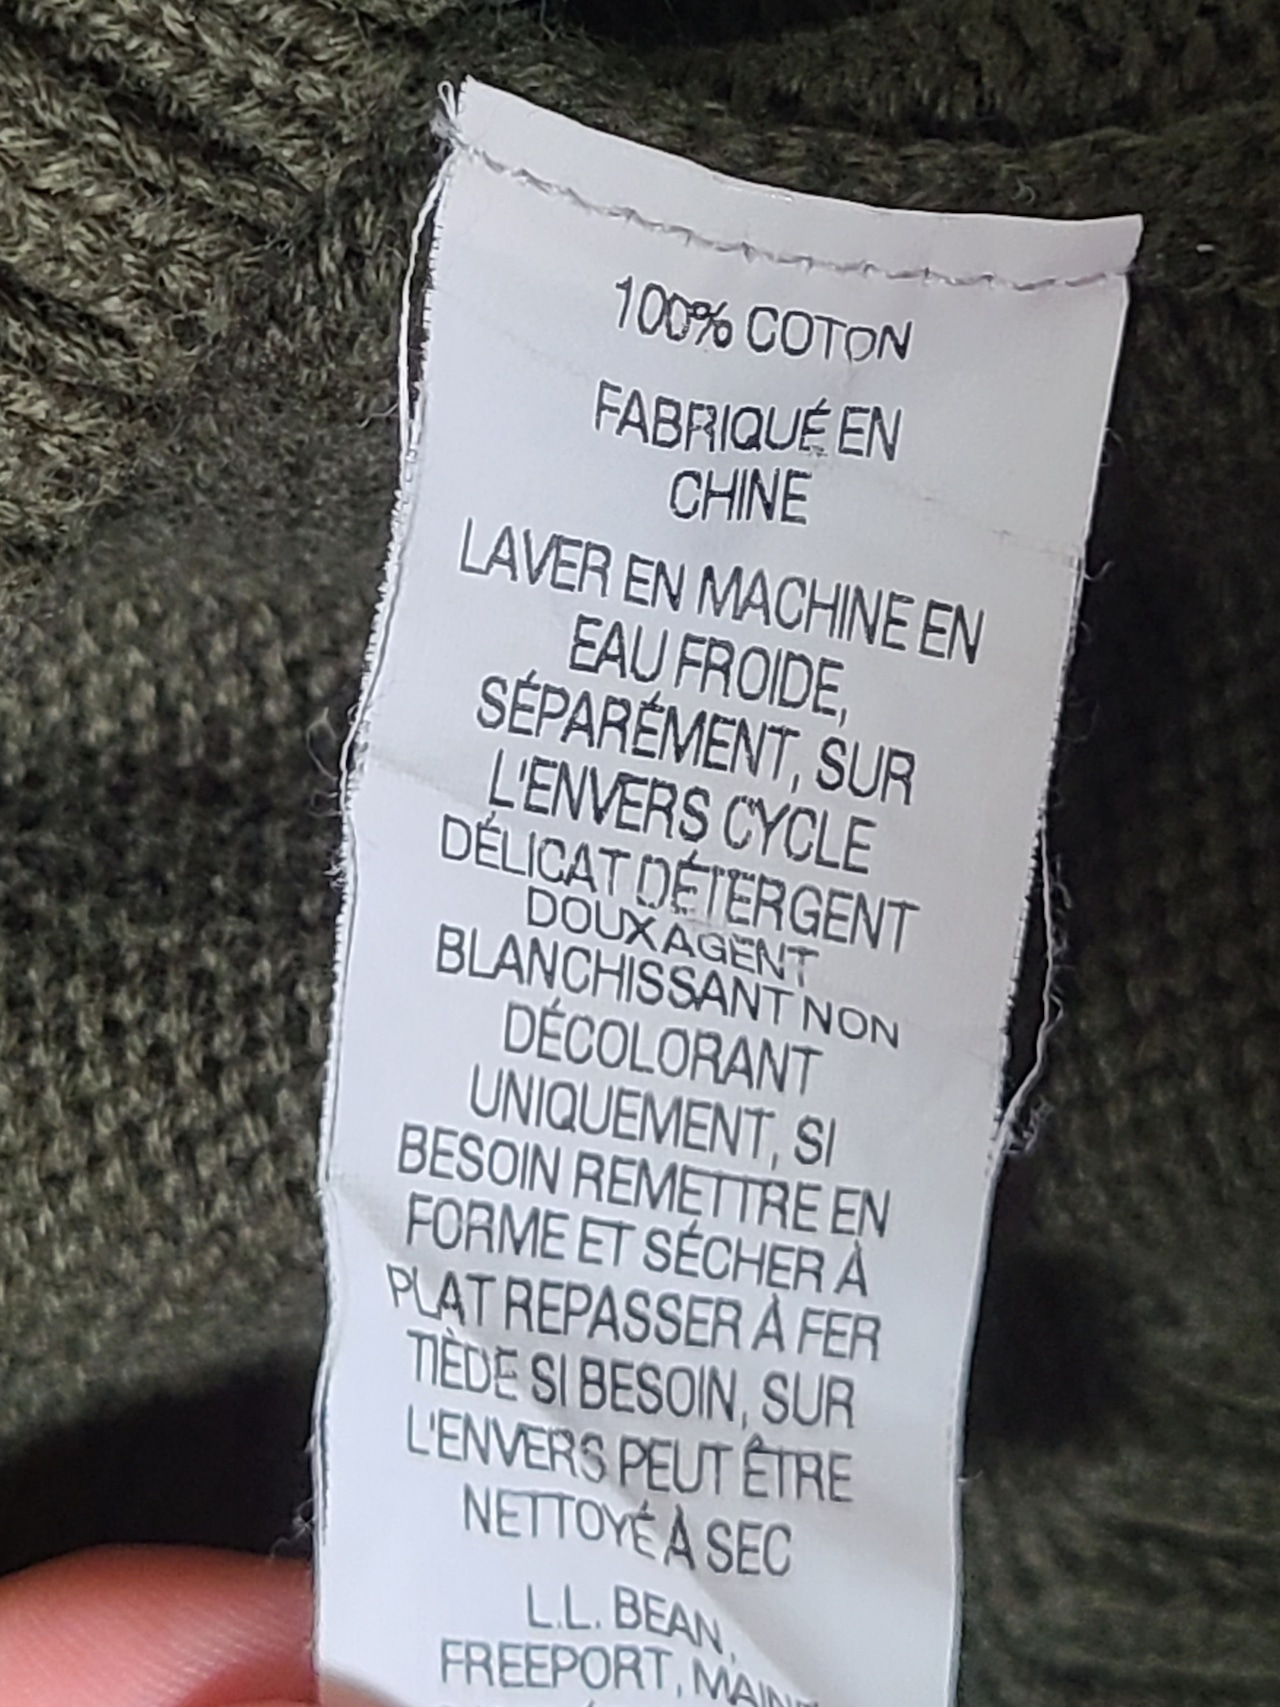 100% COTON
FABRIQUÉ EN
CHINE
LAVER EN MACHINE EN
EAU FROIDE,
SÉPARÉMENT, SUR
L'ENVERS CYCLE
DÉLICAT DÉTERGENT
DOUX AGENT
BLANCHISSANT NON
DÉCOLORANT
UNIQUEMENT, SI
BESOIN REMETTRE EN
FORME ET SÉCHER À
PLAT REPASSER À FER
TIÈDE SI BESOIN, SUR
L'ENVERS PEUT ÊTRE
NETTOYÉ À SEC
L.L. BEAN,
FREEPORT,